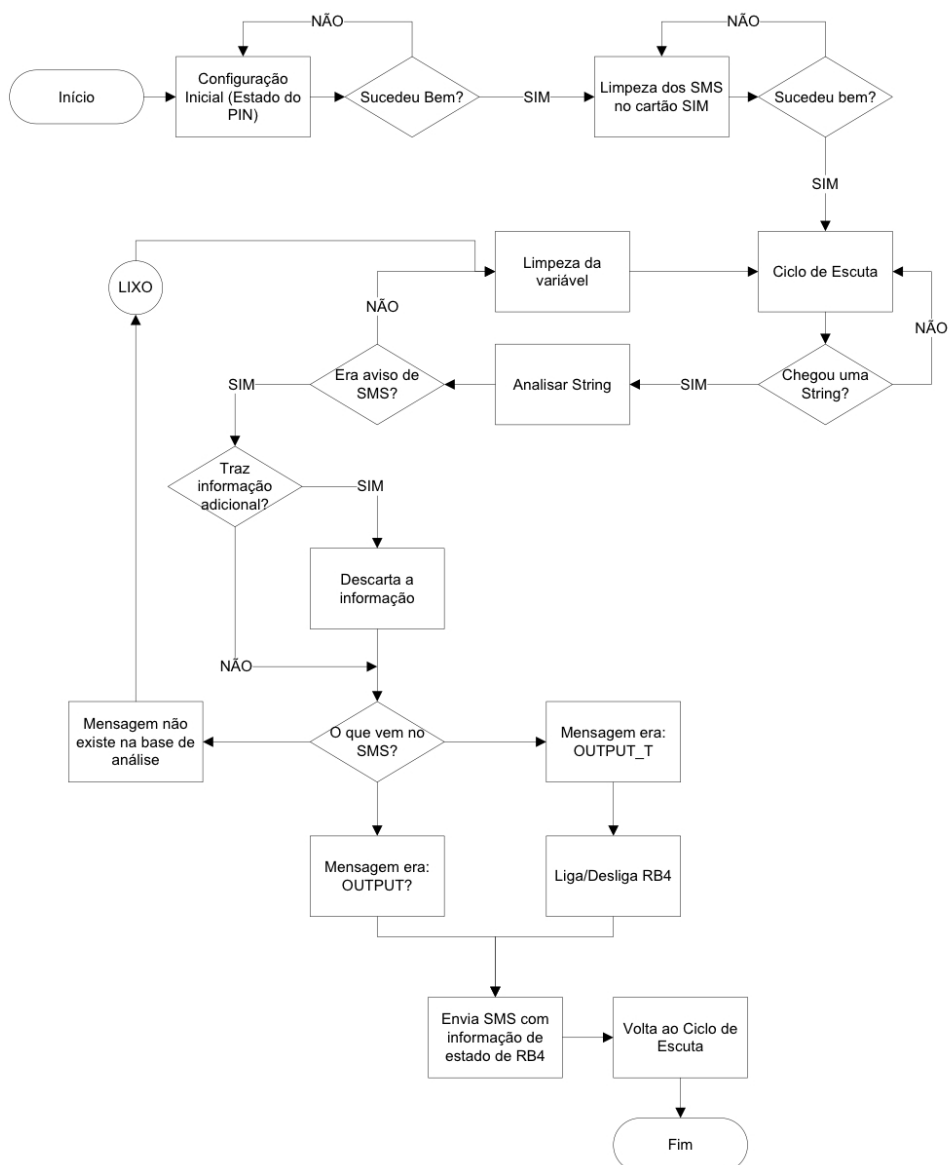 NÃO
NÃO
Início
Configuração
Inicial (Estado do
PIN)
Sucedeu Bem?
SIM
Limpeza dos SMS
no cartão SIM
Sucedeu bem?
SIM
LIXO
Limpeza da
variável
Ciclo de Escuta
NÃO
NÃO
SIM
Era aviso de
SMS?
Analisar String
SIM
Chegou uma
String?
Traz
informação
adicional?
SIM
Descarta a
informação
NÃO
Mensagem não
existe na base de
análise
O que vem no
SMS?
Mensagem era:
OUTPUT_T
Mensagem era:
OUTPUT?
Liga/Desliga RB4
Envia SMS com
informação de
estado de RB4
Volta ao Ciclo de
Escuta
Fim